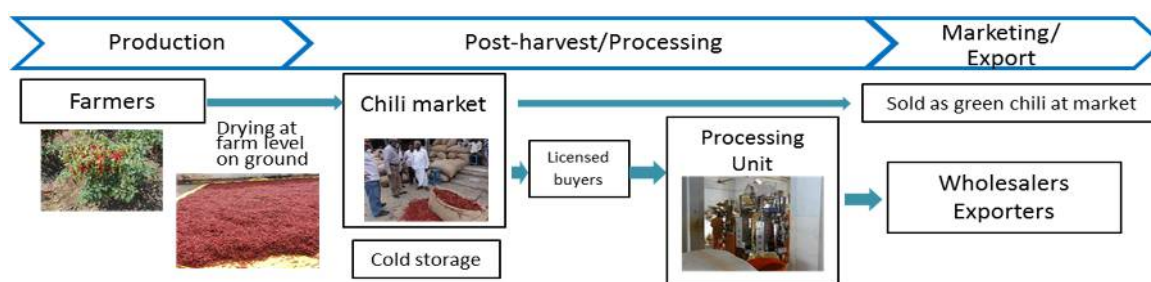 Production
Post-harvest/Processing
Marketing/
Export
Farmers
Drying at
farm level
on ground
Chili market
Cold storage
Licensed
buyers
Processing
Unit
Sold as green chili at market
Wholesalers
Exporters